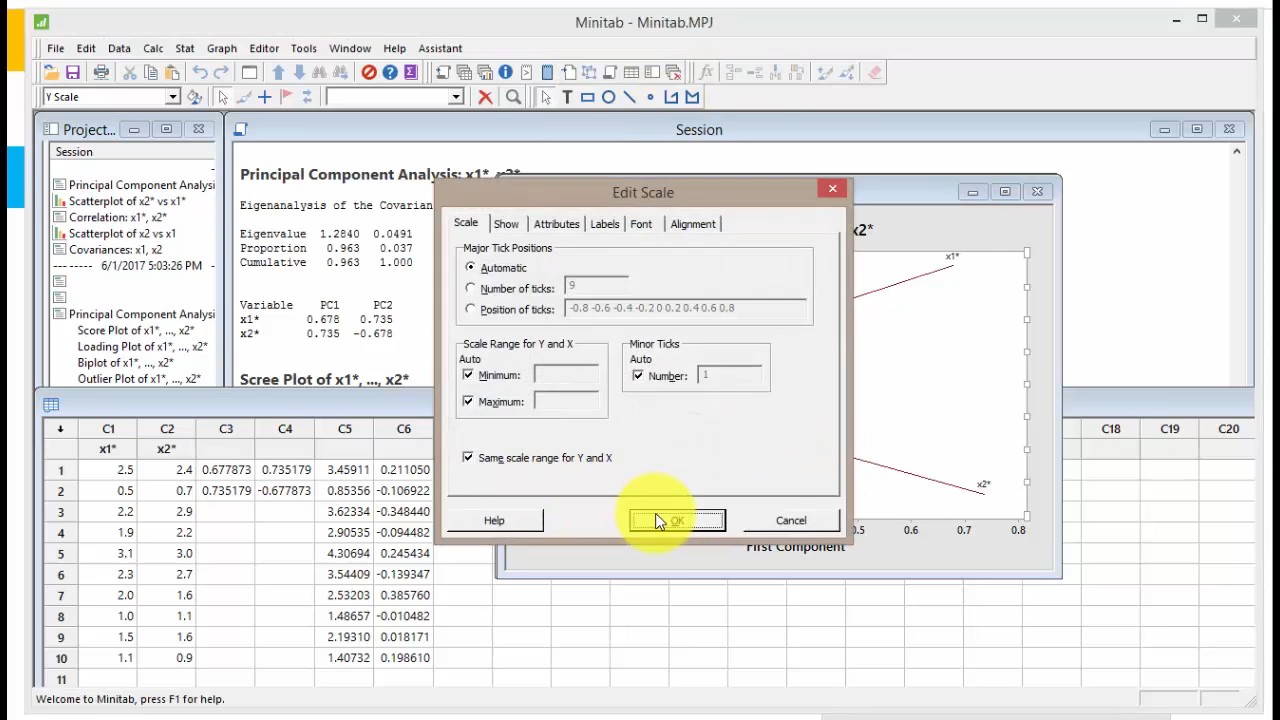 Minitab - Minitab.MPJ
File Edit Data Calc Stat Graph Editor Tools Window Help Assistant
Y Scale
Project...
Session
Session
Principal Component Analysi
Scatterplot of x2* vs x1*
Correlation: x1*, x2*
Scatterplot of x2 vs x1
Covariances: x1, x2
----- 6/1/2017 5:03:26 PM
Principal Component Analysi
Score Plot of x1*, ..., x2*
Loading Plot of x1*, ..., x2*
Biplot of x1*, ..., x2*
Outlier Plot of x1*, ..., x2*
Principal Component Analysis: x1*, x2*
Eigenanalysis of the Covarian
Eigenvalue 1.2840 0.0491
Proportion 0.963 0.037
Cumulative 0.963 1.000
Variable PC1 PC2
x1* 0.678 0.735
x2* 0.735 -0.678
Scree Plot of x1*, ..., x2*
Edit Scale
Scale Show Attributes Labels Font Alignment
Major Tick Positions
Automatic
Number of ticks: 9
Position of ticks: -0.8 -0.6 -0.4 -0.2 0 0.2 0.4 0.6 0.8
Scale Range for Y and X
Auto
Minimum:
Maximum:
Minor Ticks
Auto
Number: 1
Same scale range for Y and X
Help OK Cancel
x2*
x1*
x2*
0.5 0.6 0.7 0.8
First Component
C1 C2 C3 C4 C5 C6 C18 C19 C20
x1* x2*
1 2.5 2.4 0.677873 0.735179 3.45911 0.211050
2 0.5 0.7 0.735179 -0.677873 0.85356 -0.106922
3 2.2 2.9 3.62334 -0.348440
4 1.9 2.2 2.90535 -0.094482
5 3.1 3.0 4.30694 0.245434
6 2.3 2.7 3.54409 -0.139347
7 2.0 1.6 2.53203 0.385760
8 1.0 1.1 1.48657 -0.010482
9 1.5 1.6 2.19310 0.018171
10 1.1 0.9 1.40732 0.198610
11
Welcome to Minitab, press F1 for help.